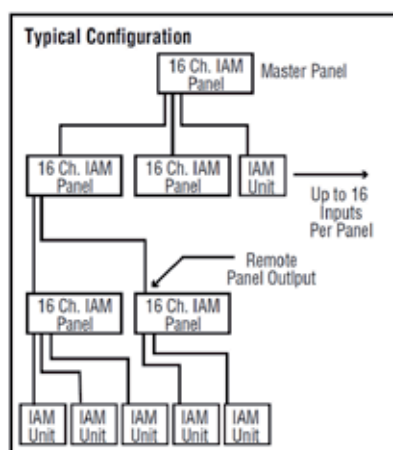 Typical Configuration
16 Ch. IAM
Panel
Master Panel
16 Ch. IAM
Panel
16 Ch. IAM
Panel
IAM
Unit
Up to 16
Inputs
Per Panel
Remote
Panel Outlput
16 Ch. IAM
Panel
16 Ch. IAM
Panel
IAM
Unit
IAM
Unit
IAM
Unit
IAM
Unit
IAM
Unit